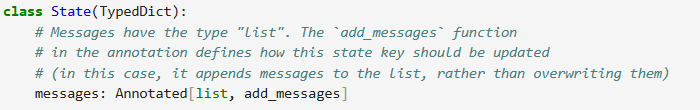 class State(TypedDict):
    # Messages have the type "list". The `add_messages` function
    # in the annotation defines how this state key should be updated
    # (in this case, it appends messages to the list, rather than overwriting them)
    messages: Annotated[list, add_messages]